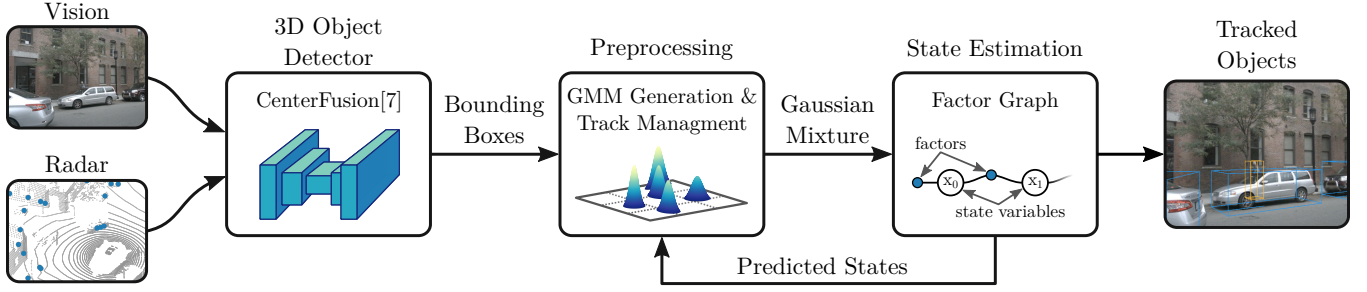 Vision
Radar
3D Object
Detector
CenterFusion[7]
Bounding
Boxes
Preprocessing
GMM Generation &
Track Managment
Gaussian
Mixture
State Estimation
Factor Graph
factors
x0
x1
state variables
Predicted States
Tracked
Objects